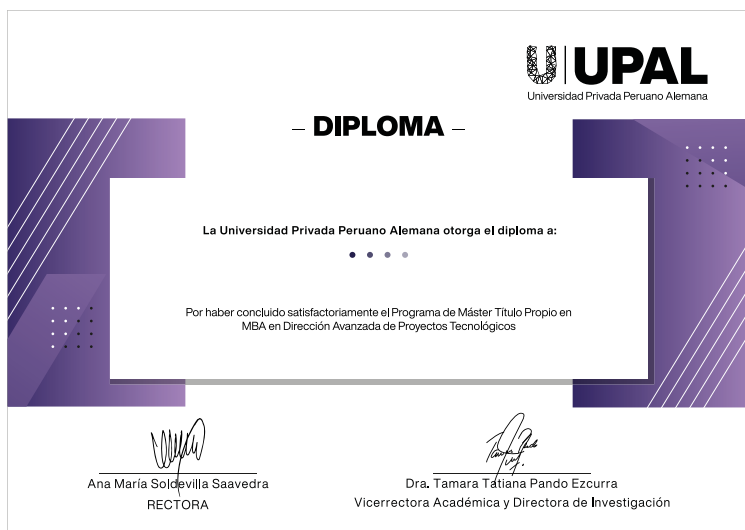 UPAL
Universidad Privada Peruano Alemana
– DIPLOMA –
La Universidad Privada Peruano Alemana otorga el diploma a:
Por haber concluido satisfactoriamente el Programa de Máster Título Propio en
MBA en Dirección Avanzada de Proyectos Tecnológicos
Ana María Soldevilla Saavedra
RECTORA
Dra. Tamara Tatiana Pando Ezcurra
Vicerrectora Académica y Directora de Investigación